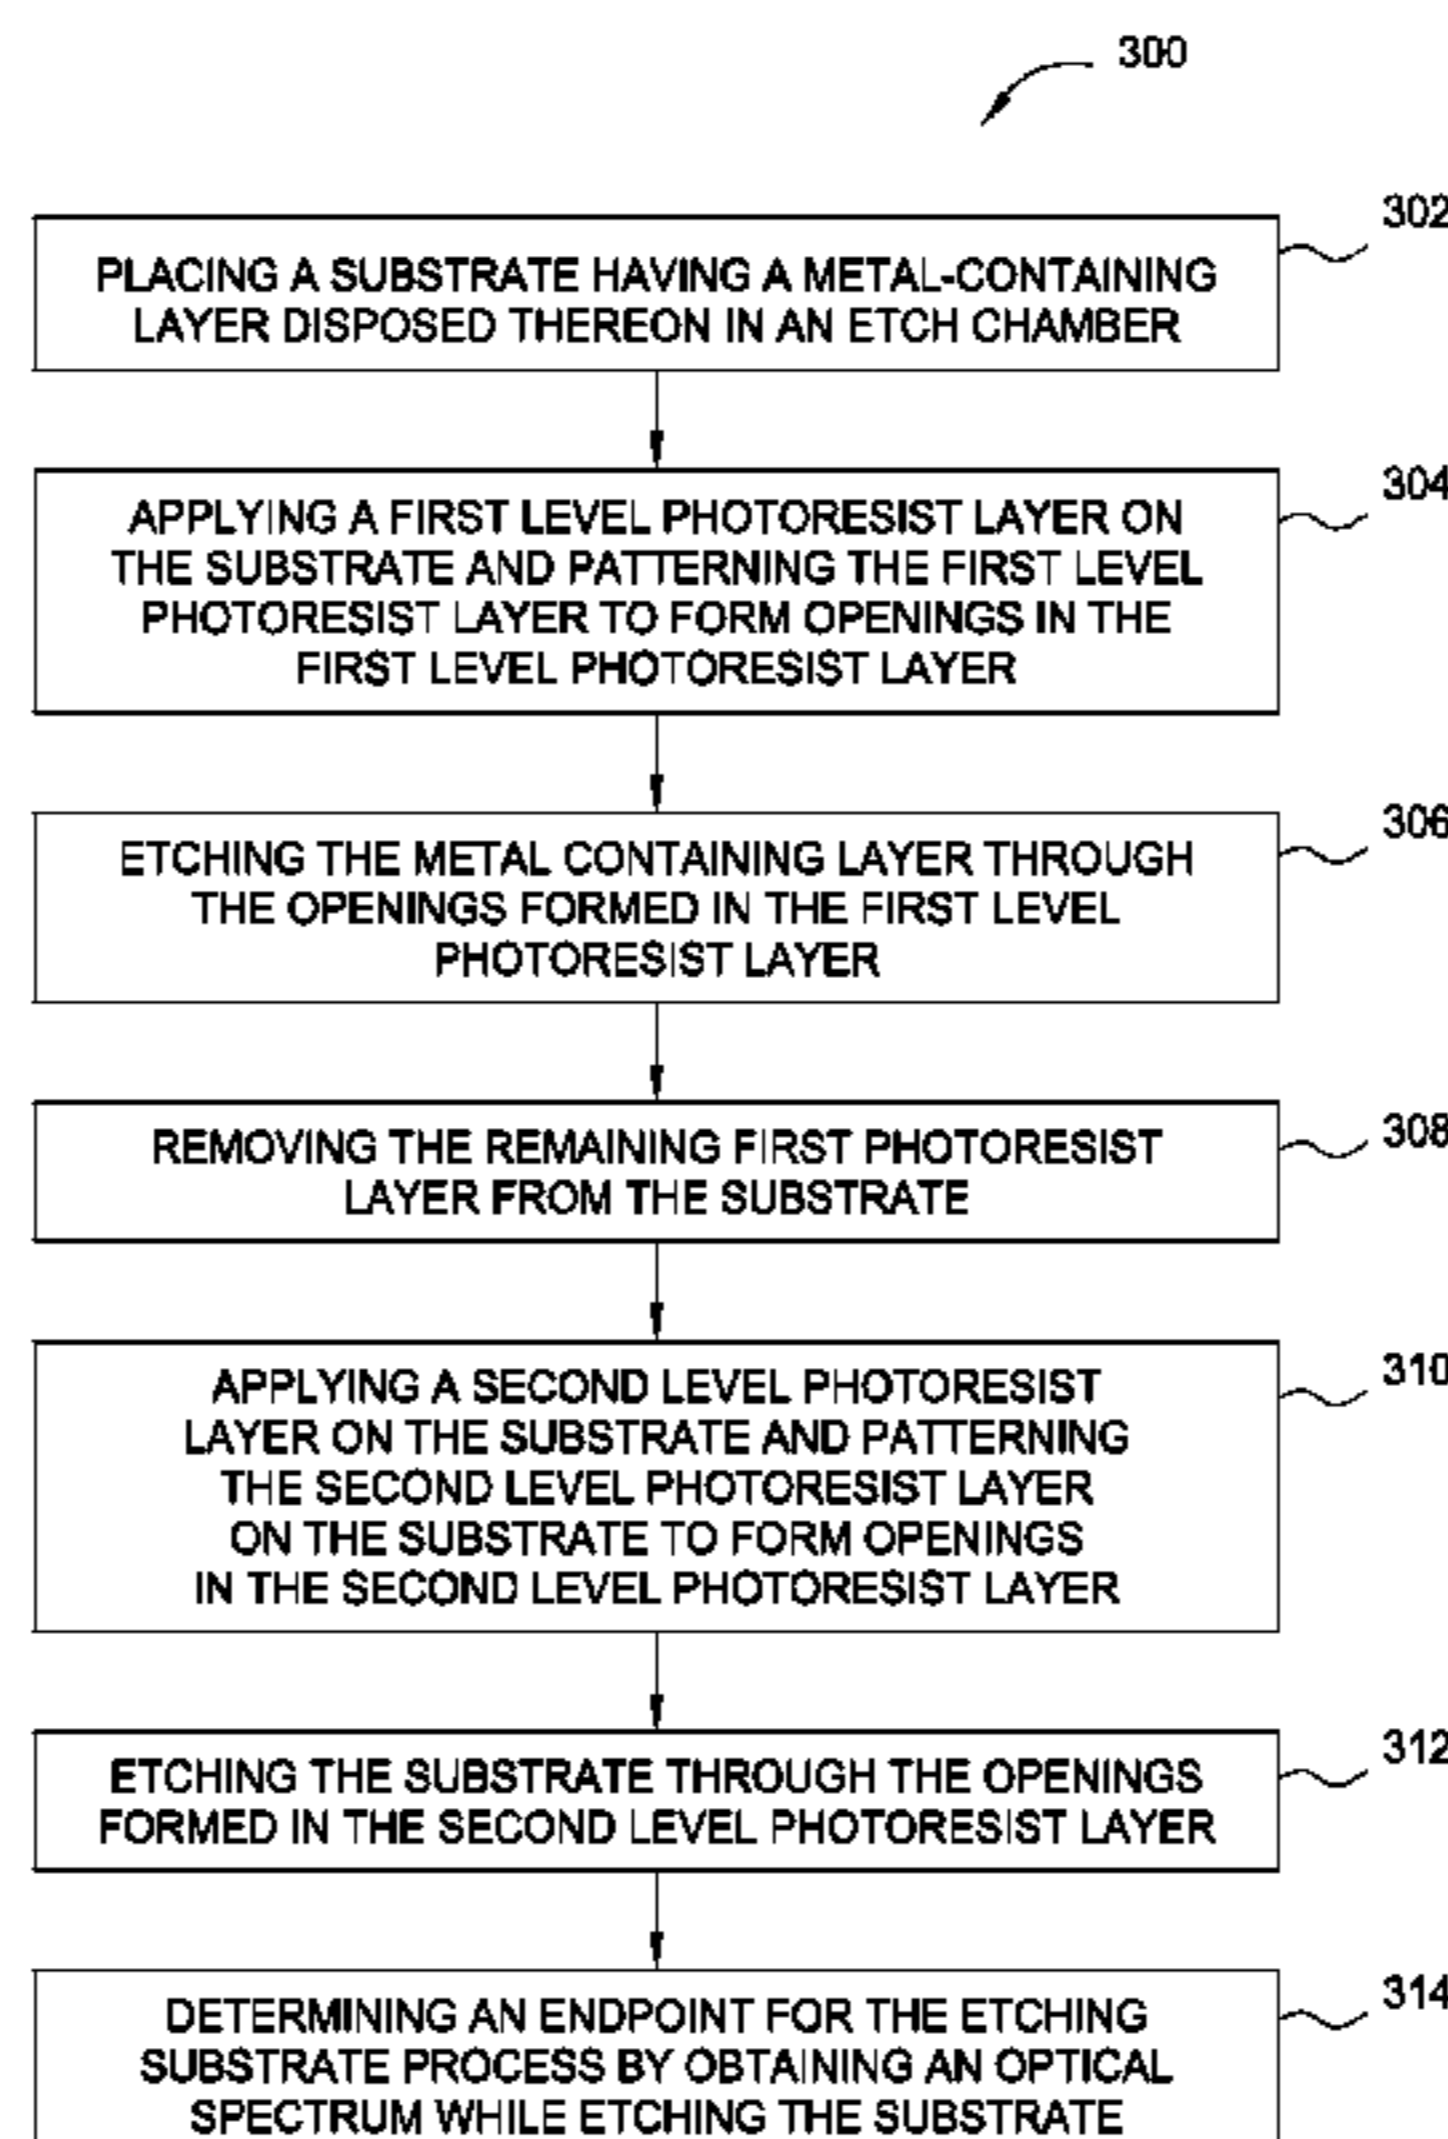 300
302
PLACING A SUBSTRATE HAVING A METAL-CONTAINING
LAYER DISPOSED THEREON IN AN ETCH CHAMBER
304
APPLYING A FIRST LEVEL PHOTORESIST LAYER ON
THE SUBSTRATE AND PATTERNING THE FIRST LEVEL
PHOTORESIST LAYER TO FORM OPENINGS IN THE
FIRST LEVEL PHOTORESIST LAYER
306
ETCHING THE METAL CONTAINING LAYER THROUGH
THE OPENINGS FORMED IN THE FIRST LEVEL
PHOTORESIST LAYER
308
REMOVING THE REMAINING FIRST PHOTORESIST
LAYER FROM THE SUBSTRATE
310
APPLYING A SECOND LEVEL PHOTORESIST
LAYER ON THE SUBSTRATE AND PATTERNING
THE SECOND LEVEL PHOTORESIST LAYER
ON THE SUBSTRATE TO FORM OPENINGS
IN THE SECOND LEVEL PHOTORESIST LAYER
312
ETCHING THE SUBSTRATE THROUGH THE OPENINGS
FORMED IN THE SECOND LEVEL PHOTORESIST LAYER
314
DETERMINING AN ENDPOINT FOR THE ETCHING
SUBSTRATE PROCESS BY OBTAINING AN OPTICAL
SPECTRUM WHILE ETCHING THE SUBSTRATE